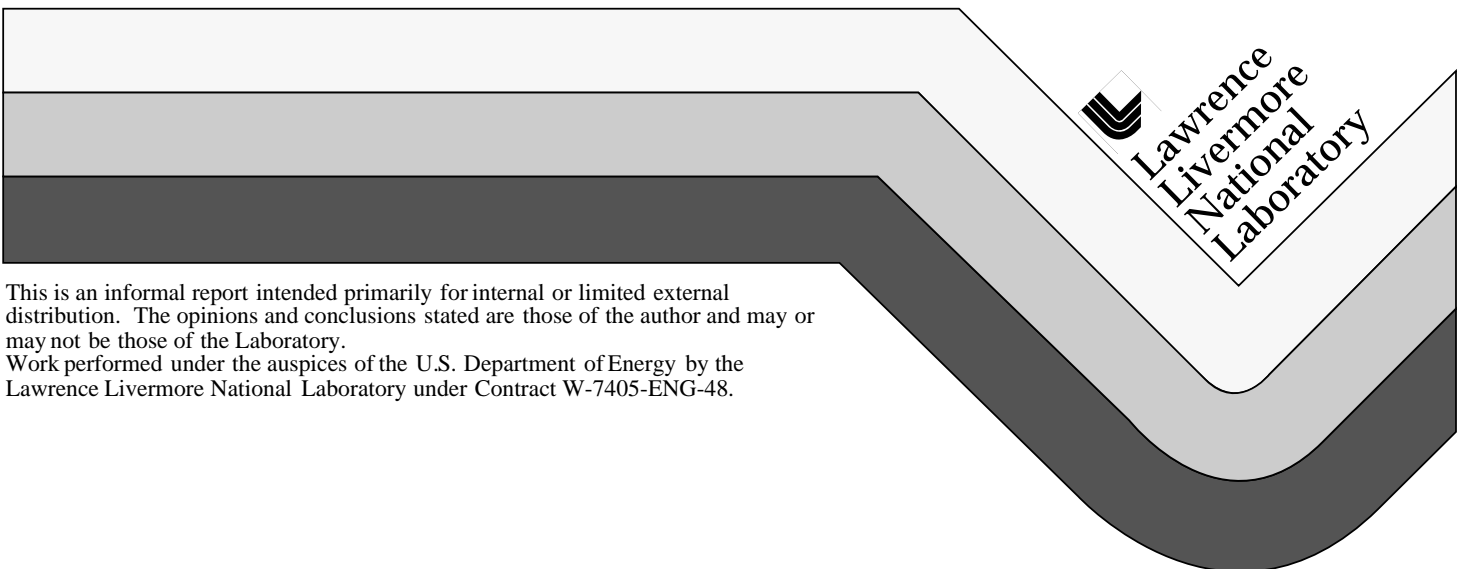 Lawrence
Livermore
National
Laboratory
This is an informal report intended primarily for internal or limited external
distribution. The opinions and conclusions stated are those of the author and may or
may not be those of the Laboratory.
Work performed under the auspices of the U.S. Department of Energy by the
Lawrence Livermore National Laboratory under Contract W-7405-ENG-48.